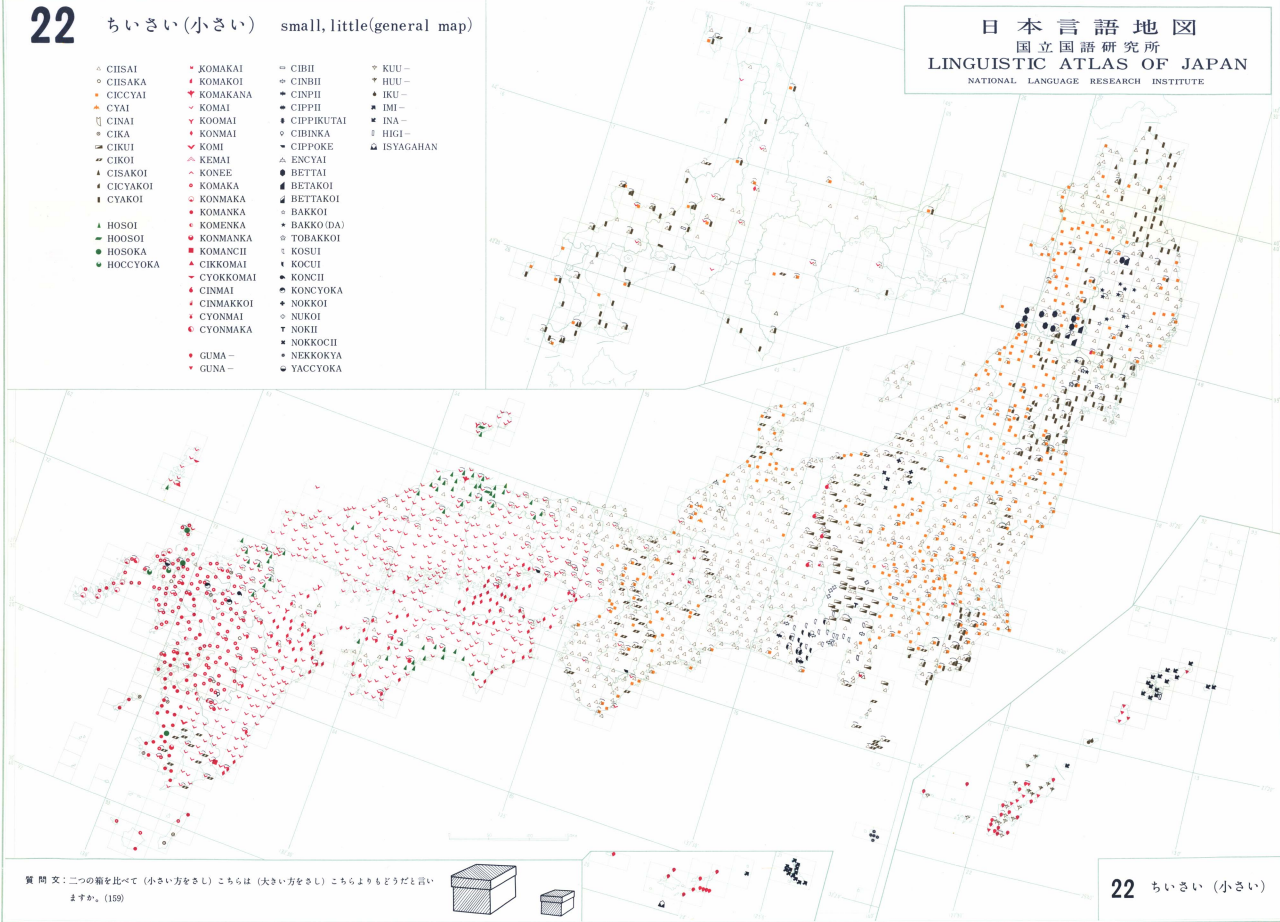 22 ちいさい(小さい) small, little(general map)
CIISAI
CIISAKA
CICCYAI
CYAI
CINAI
CIKA
CIKUI
CIKOI
CISAKOI
CICYAKOI
CYAKOI
HOSOI
HOOSOI
HOSOKA
HOCCYOKA
KOMAKAI
KOMAKOI
KOMAKANA
KOMAI
KOOMAI
KONMAI
KOMI
KEMAI
KONEE
KOMAKA
KONMAKA
KOMANKA
KOMENKA
KONMANKA
KOMANCII
CIKKOMAI
CYOKKOMAI
CINMAI
CINMAKKOI
CYONMAI
CYONMAKA
GUMA－
GUNA－
CIBII
CINBII
CINPII
CIPPII
CIPPIKUTAI
CIBINKA
CIPPOKE
ENCYAI
BETTAI
BETAKOI
BETTAKOI
BAKKOI
BAKKO(DA)
TOBAKKOI
KOSUI
KOCUI
KONCII
KONCYOKA
NOKKOI
NUKOI
NOKII
NOKKOCII
NEKKOKYA
YACCYOKA
KUU－
HUU－
IKU－
IMI－
INA－
HIGI－
ISYAGAHAN
日本言語地図
国立国語研究所
LINGUISTIC ATLAS OF JAPAN
NATIONAL LANGUAGE RESEARCH INSTITUTE
質問文：二つの箱を比べて（小さい方をさし）こちらは（大きい方をさし）こちらよりもどうだと言い
ますか。(159)
22 ちいさい（小さい）